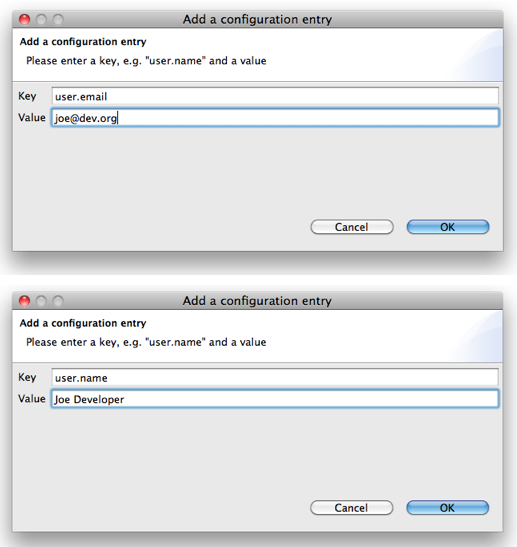 Add a configuration entry
Add a configuration entry
Please enter a key, e.g. "user.name" and a value
Key user.email
Value joe@dev.org
Cancel OK
Add a configuration entry
Add a configuration entry
Please enter a key, e.g. "user.name" and a value
Key user.name
Value Joe Developer
Cancel OK